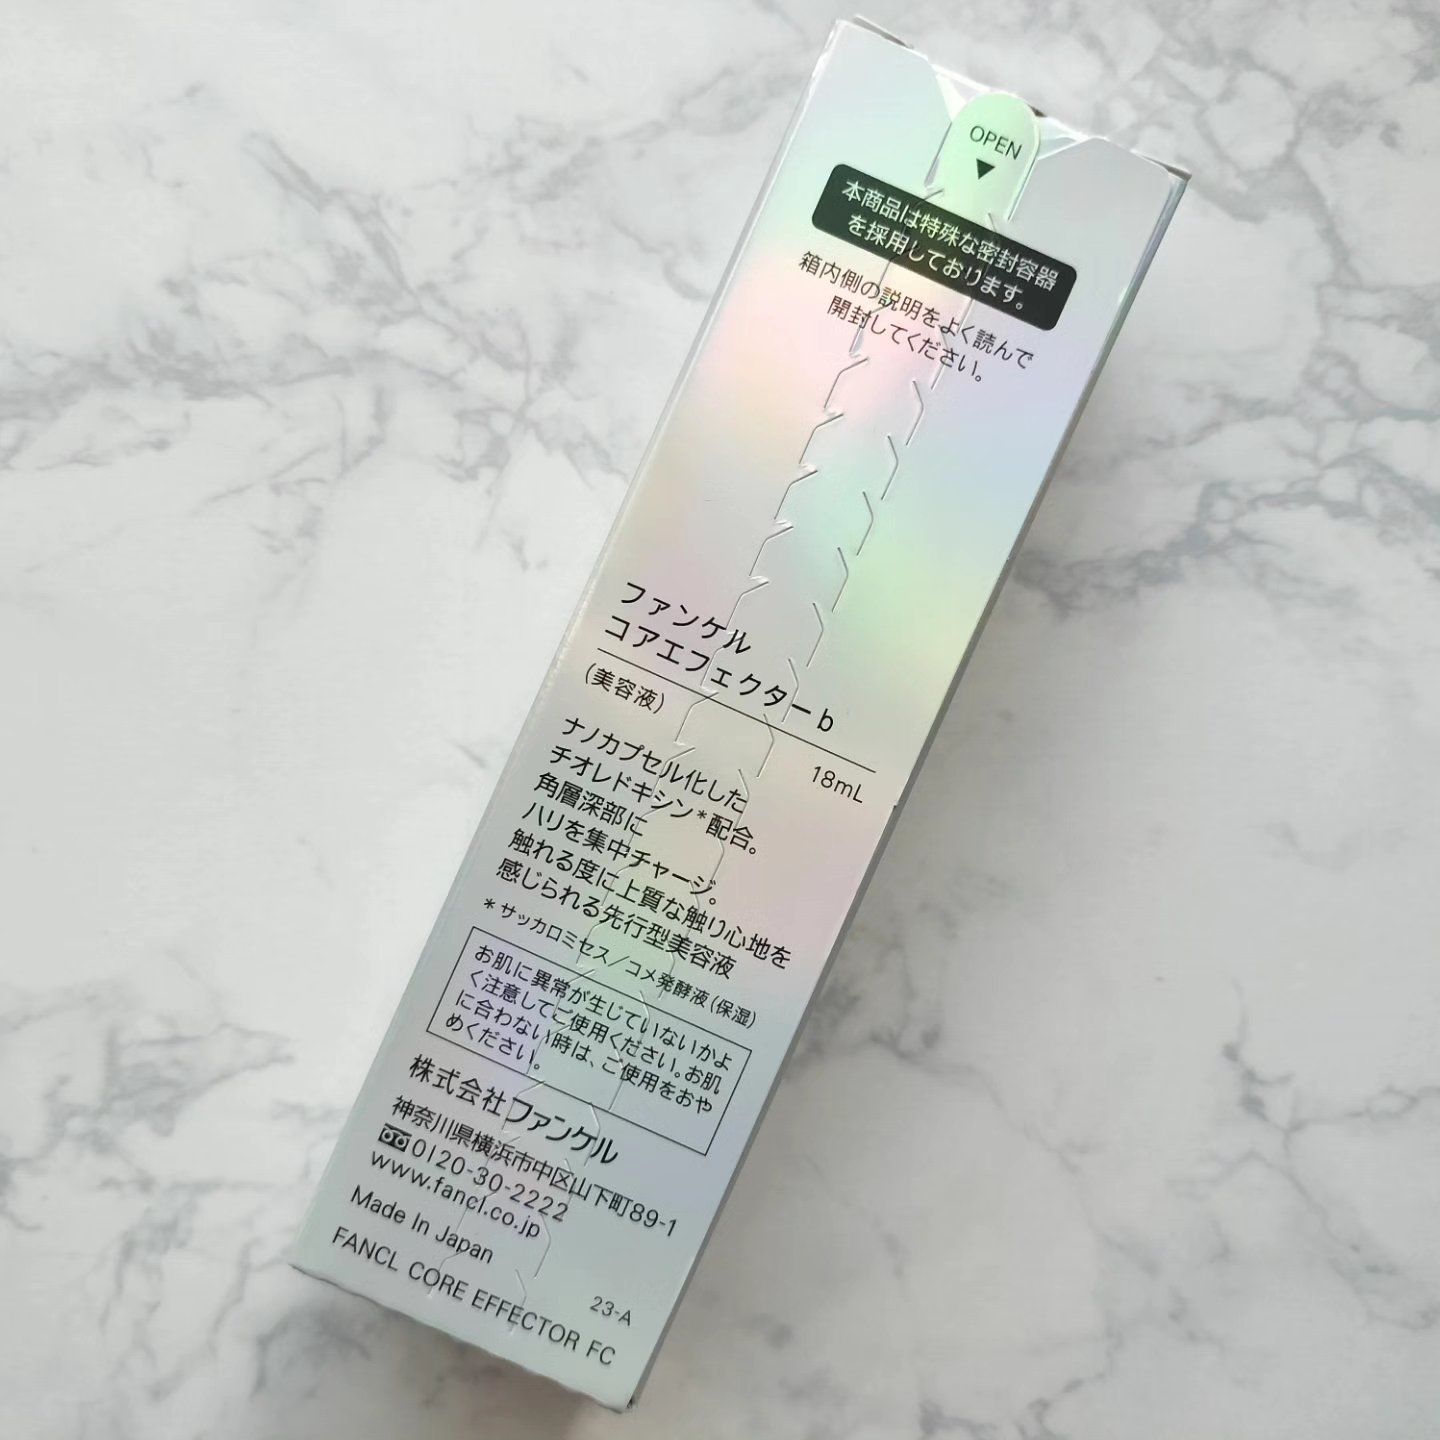 OPEN
▼
本商品は特殊な密封容器
を採用しております。
箱内側の説明をよく読んで
開封してください。
ファンケル
コアエフェクターb
(美容液)
18mL
ナノカプセル化した
チオレドキシン*配合。
角層深部に
ハリを集中チャージ。
触れる度に上質な触り心地を
感じられる先行型美容液
*サッカロミセス/コメ発酵液(保湿)
お肌に異常が生じていないかよ
く注意してご使用ください。お肌
に合わない時は、ご使用をおや
めください。
株式会社ファンケル
神奈川県横浜市中区山下町89-1
0120-30-2222
www.fancl.co.jp
Made In Japan
23-A
FANCL CORE EFFECTOR FC